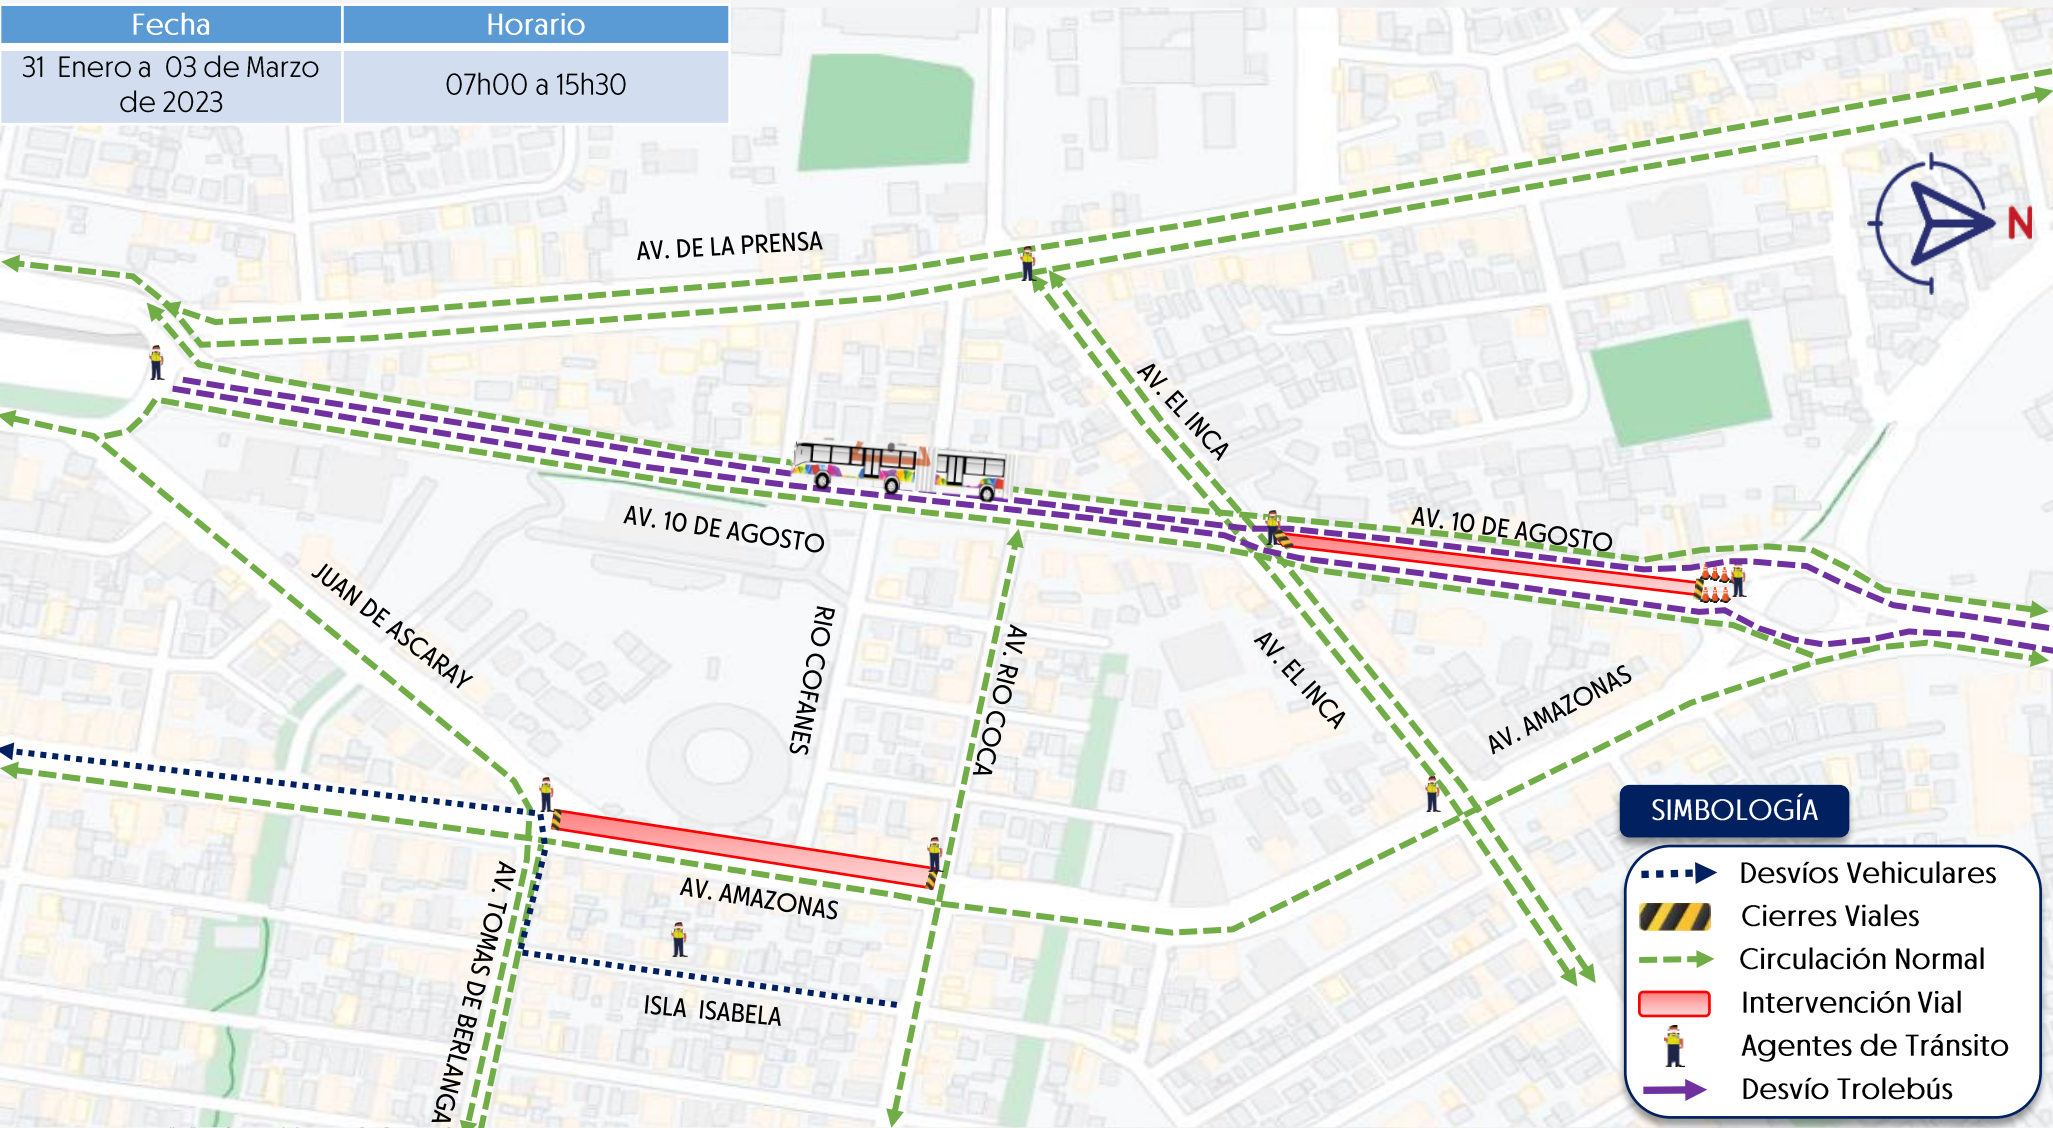 Fecha
Horario
31 Enero a 03 de Marzo
de 2023
07h00 a 15h30
N
AV. DE LA PRENSA
AV. EL INCA
AV. 10 DE AGOSTO
AV. 10 DE AGOSTO
JUAN DE ASCARAY
RIO COFANES
AV. RIO COCA
AV. EL INCA
AV. AMAZONAS
AV. AMAZONAS
AV. TOMAS DE BERLANGA
ISLA ISABELA
SIMBOLOGÍA
Desvíos Vehiculares
Cierres Viales
Circulación Normal
Intervención Vial
Agentes de Tránsito
Desvío Trolebús